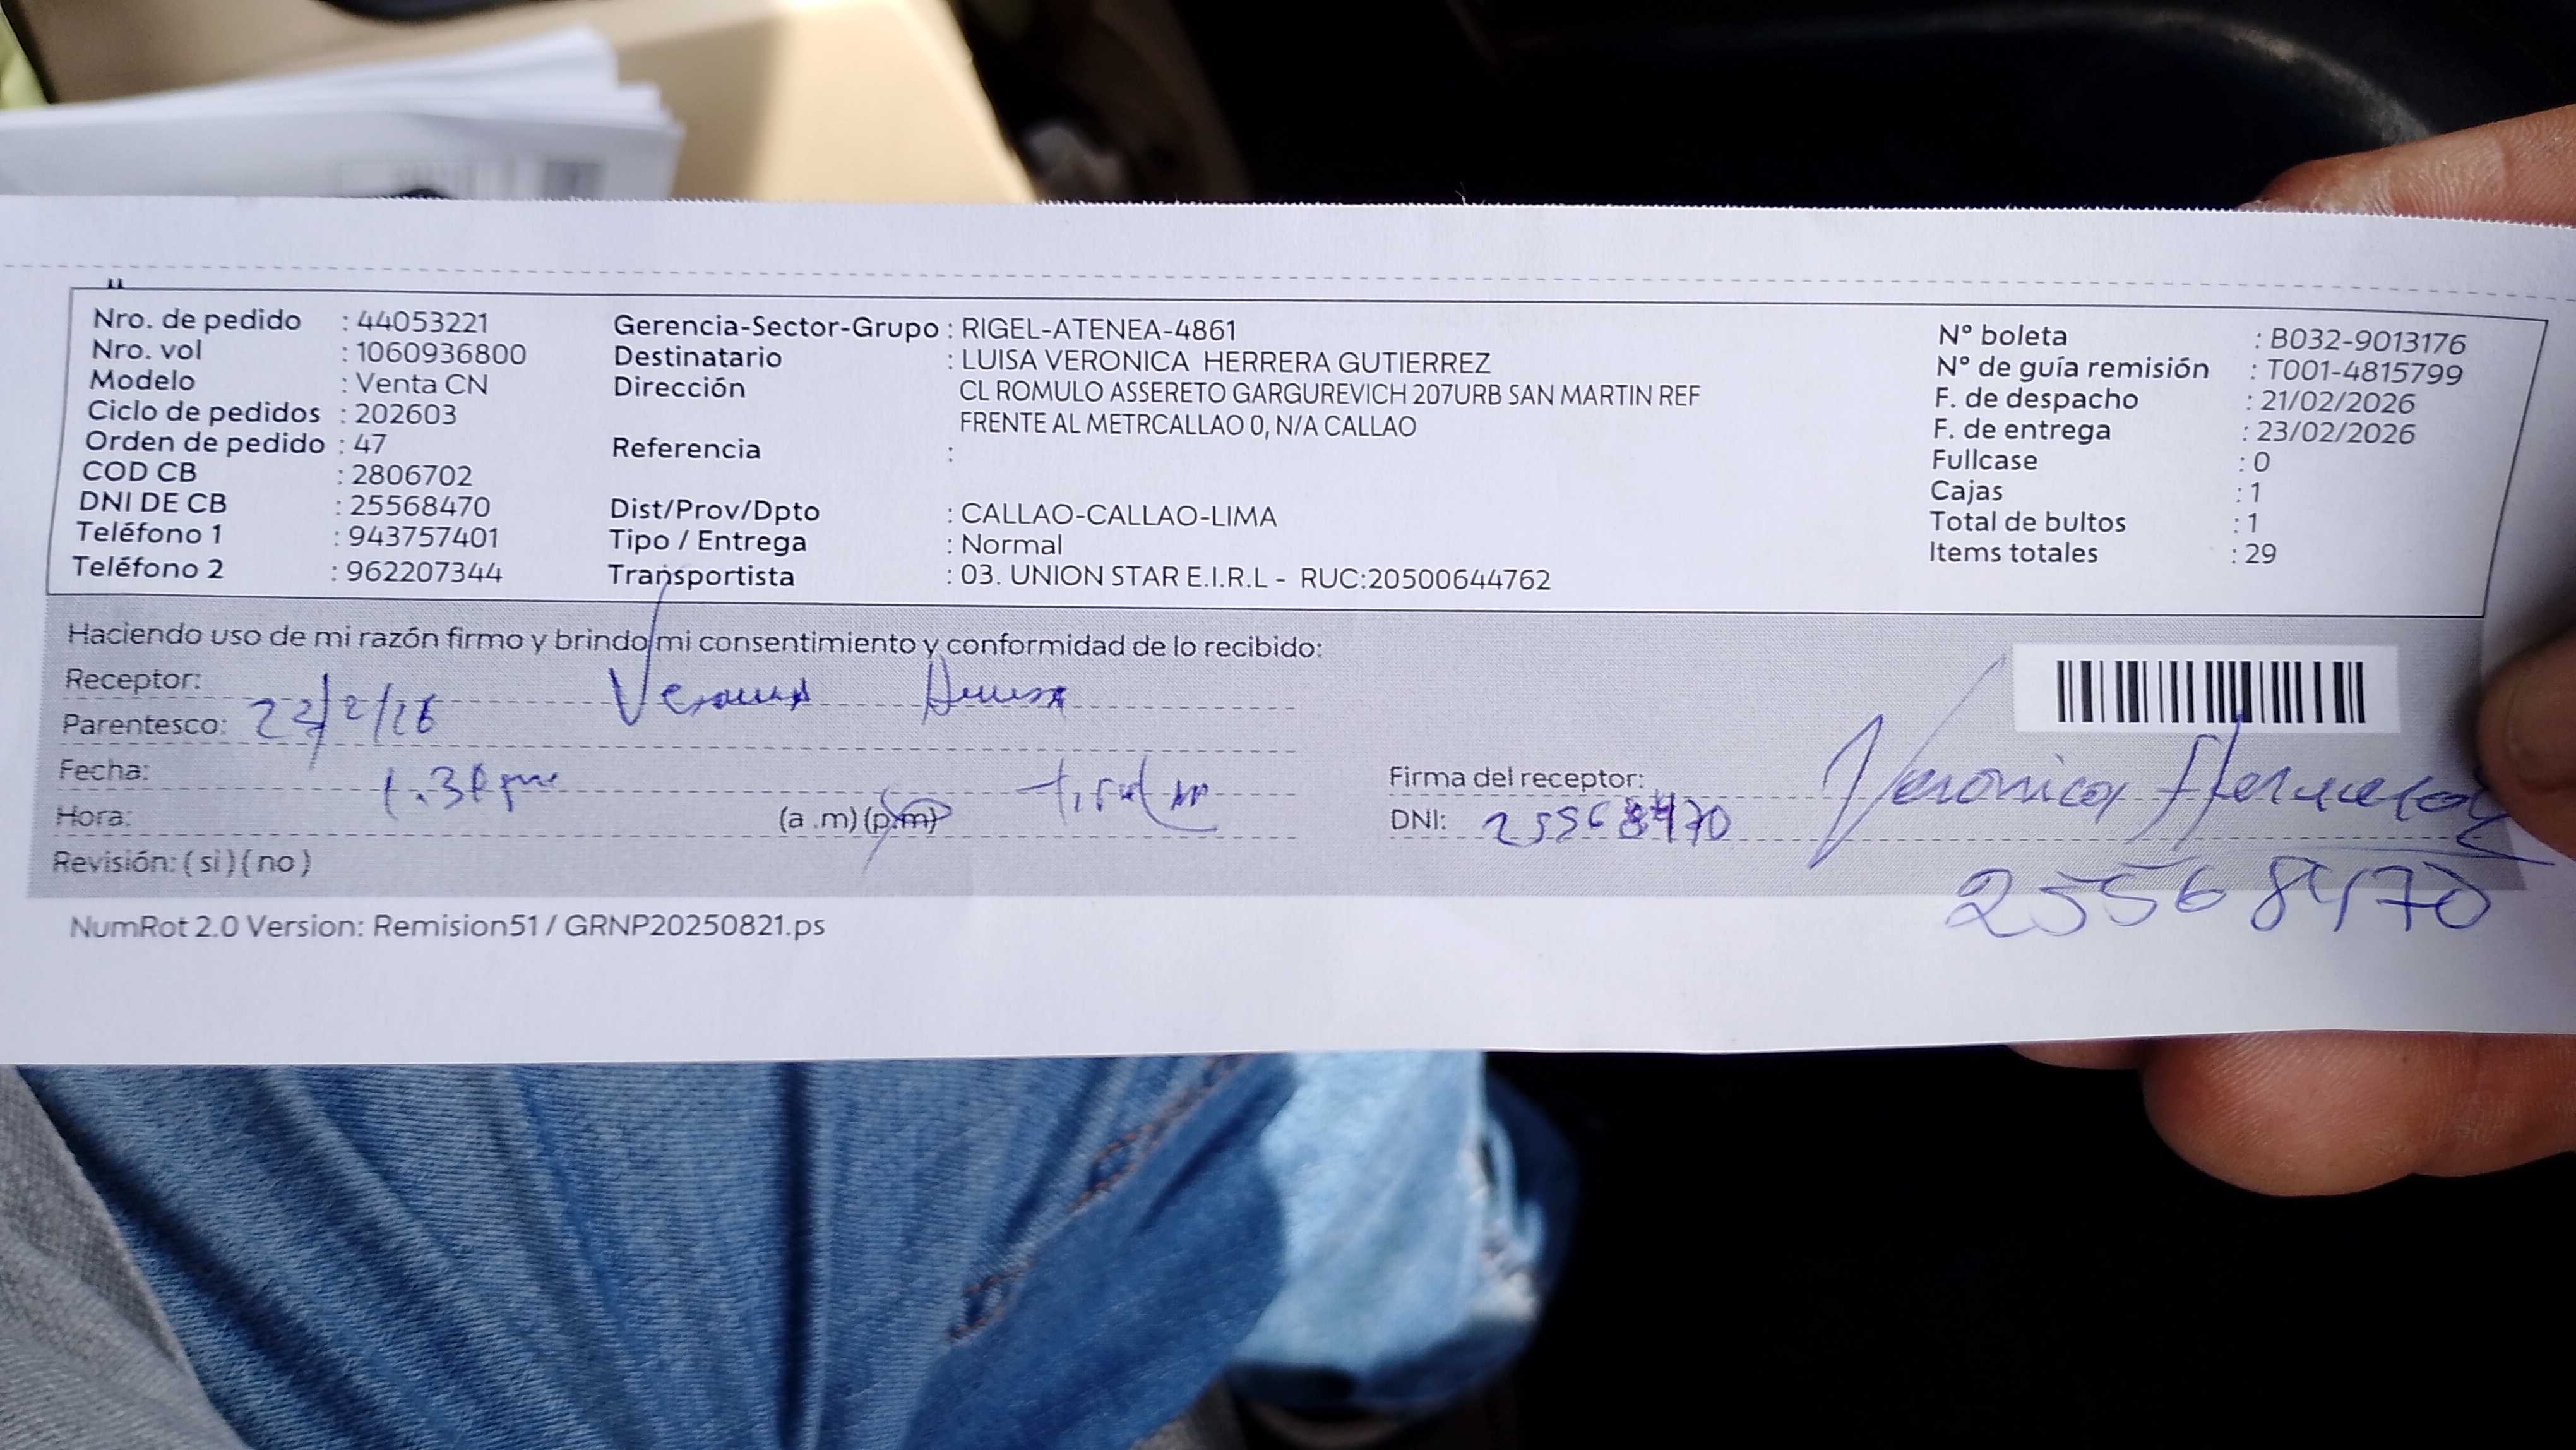 Nro. de pedido : 44053221
Nro. vol : 1060936800
Modelo : Venta CN
Ciclo de pedidos : 202603
Orden de pedido : 47
COD CB : 2806702
DNI DE CB : 25568470
Teléfono 1 : 943757401
Teléfono 2 : 962207344
Gerencia-Sector-Grupo : RIGEL-ATENEA-4861
Destinatario : LUISA VERONICA HERRERA GUTIERREZ
Dirección CL ROMULO ASSERETO GARGUREVICH 207URB SAN MARTIN REF
FRENTE AL METRCALLAO 0, N/A CALLAO
Referencia :
Dist/Prov/Dpto : CALLAO-CALLAO-LIMA
Tipo / Entrega : Normal
Transportista : 03. UNION STAR E.I.R.L - RUC:20500644762
N° boleta : B032-9013176
N° de guía remisión : T001-4815799
F. de despacho : 21/02/2026
F. de entrega : 23/02/2026
Fullcase : 0
Cajas : 1
Total de bultos : 1
Items totales : 29
Haciendo uso de mi razón firmo y brindo mi consentimiento y conformidad de lo recibido:
Receptor:
Parentesco:
Fecha: 1.30 pm
Hora: (a .m) (p.m)
Revisión: ( si ) ( no )
Firma del receptor: Veronica Herrera
DNI: 25568470
25568470
NumRot 2.0 Version: Remision51 / GRNP20250821.ps